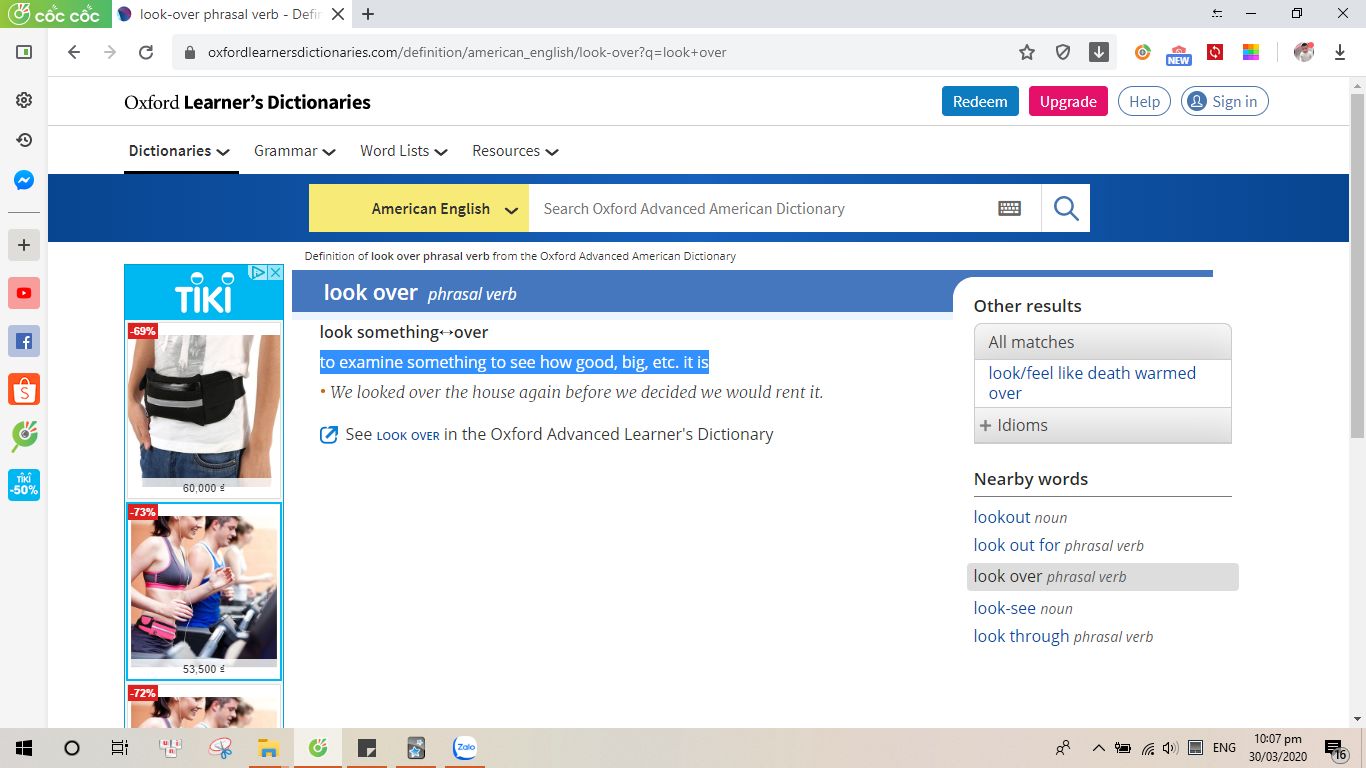 cốc cốc
look-over phrasal verb - Defin
oxfordlearnersdictionaries.com/definition/american_english/look-over?q=look+over
NEW
Oxford Learner's Dictionaries
Redeem
Upgrade
Help
Sign in
Dictionaries
Grammar
Word Lists
Resources
American English
Search Oxford Advanced American Dictionary
Definition of look over phrasal verb from the Oxford Advanced American Dictionary
TIKI
-69%
60,000 ₫
-73%
53,500 ₫
-72%
look over phrasal verb
look something↔over
to examine something to see how good, big, etc. it is
• We looked over the house again before we decided we would rent it.
See LOOK OVER in the Oxford Advanced Learner's Dictionary
Other results
All matches
look/feel like death warmed
over
+ Idioms
Nearby words
lookout noun
look out for phrasal verb
look over phrasal verb
look-see noun
look through phrasal verb
TIKI
-50%
Zalo
ENG
10:07 pm
30/03/2020
16